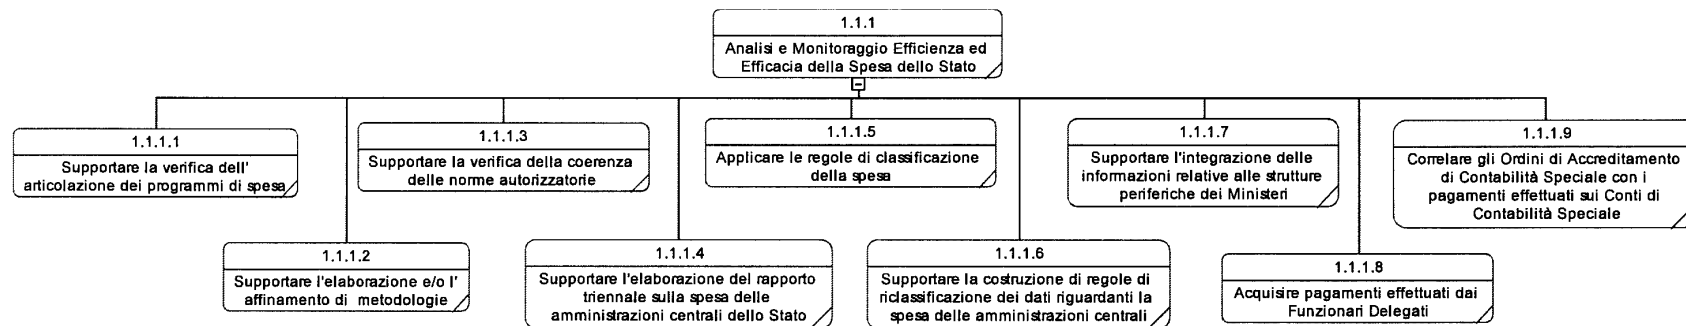 1.1.1
Analisi e Monitoraggio Efficienza ed
Efficacia della Spesa dello Stato
1.1.1.1
Supportare la verifica dell'
articolazione dei programmi di spesa
1.1.1.2
Supportare l'elaborazione e/o l'
affinamento di metodologie
1.1.1.3
Supportare la verifica della coerenza
delle norme autorizzatorie
1.1.1.4
Supportare l'elaborazione del rapporto
triennale sulla spesa delle
amministrazioni centrali dello Stato
1.1.1.5
Applicare le regole di classificazione
della spesa
1.1.1.6
Supportare la costruzione di regole di
riclassificazione dei dati riguardanti la
spesa delle amministrazioni centrali
1.1.1.7
Supportare l'integrazione delle
informazioni relative alle strutture
periferiche dei Ministeri
1.1.1.8
Acquisire pagamenti effettuati dai
Funzionari Delegati
1.1.1.9
Correlare gli Ordini di Accreditamento
di Contabilità Speciale con i
pagamenti effettuati sui Conti di
Contabilità Speciale